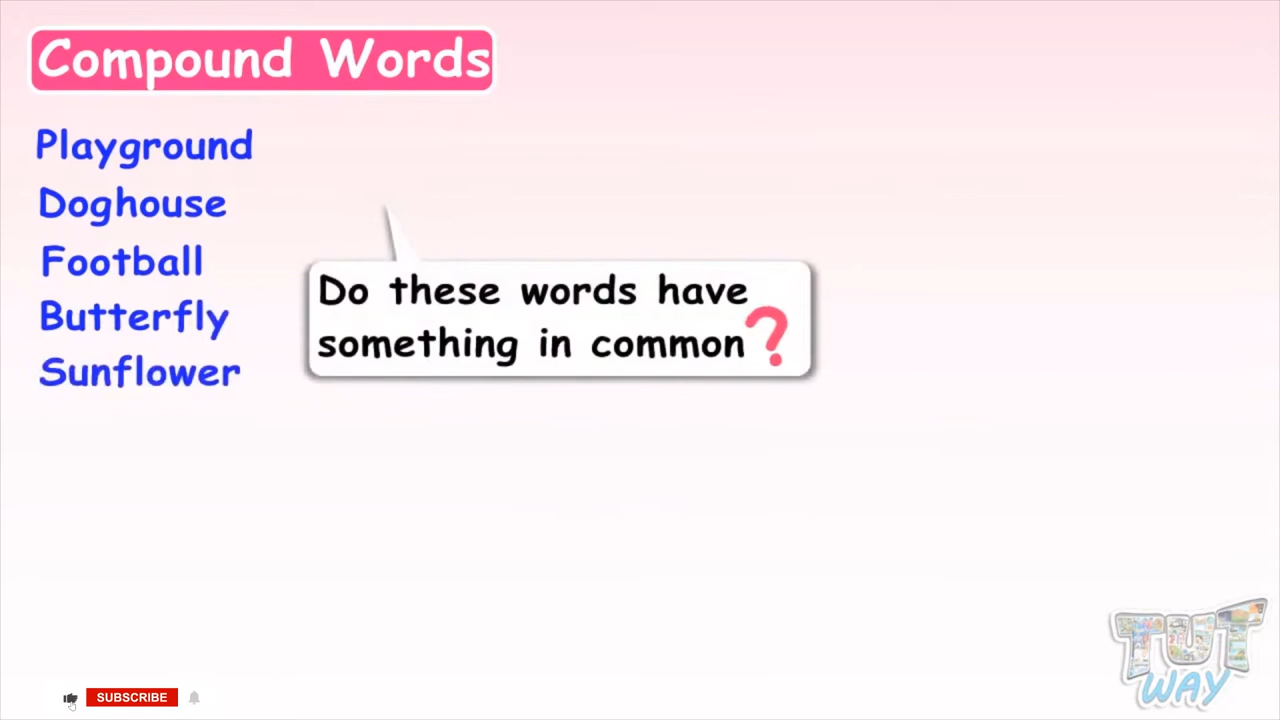 Compound Words
Playground
Doghouse
Football
Butterfly
Sunflower
Do these words have
something in common?
SUBSCRIBE
TUT
WAY